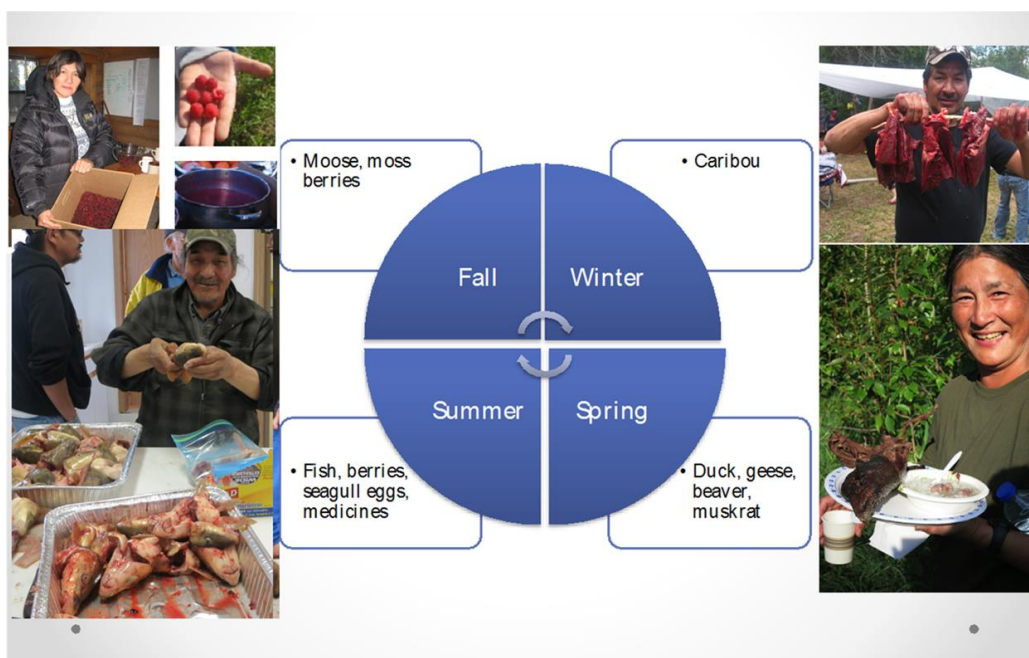 • Moose, moss
berries
• Caribou
Fall
Winter
Summer
Spring
• Fish, berries,
seagull eggs,
medicines
• Duck, geese,
beaver,
muskrat